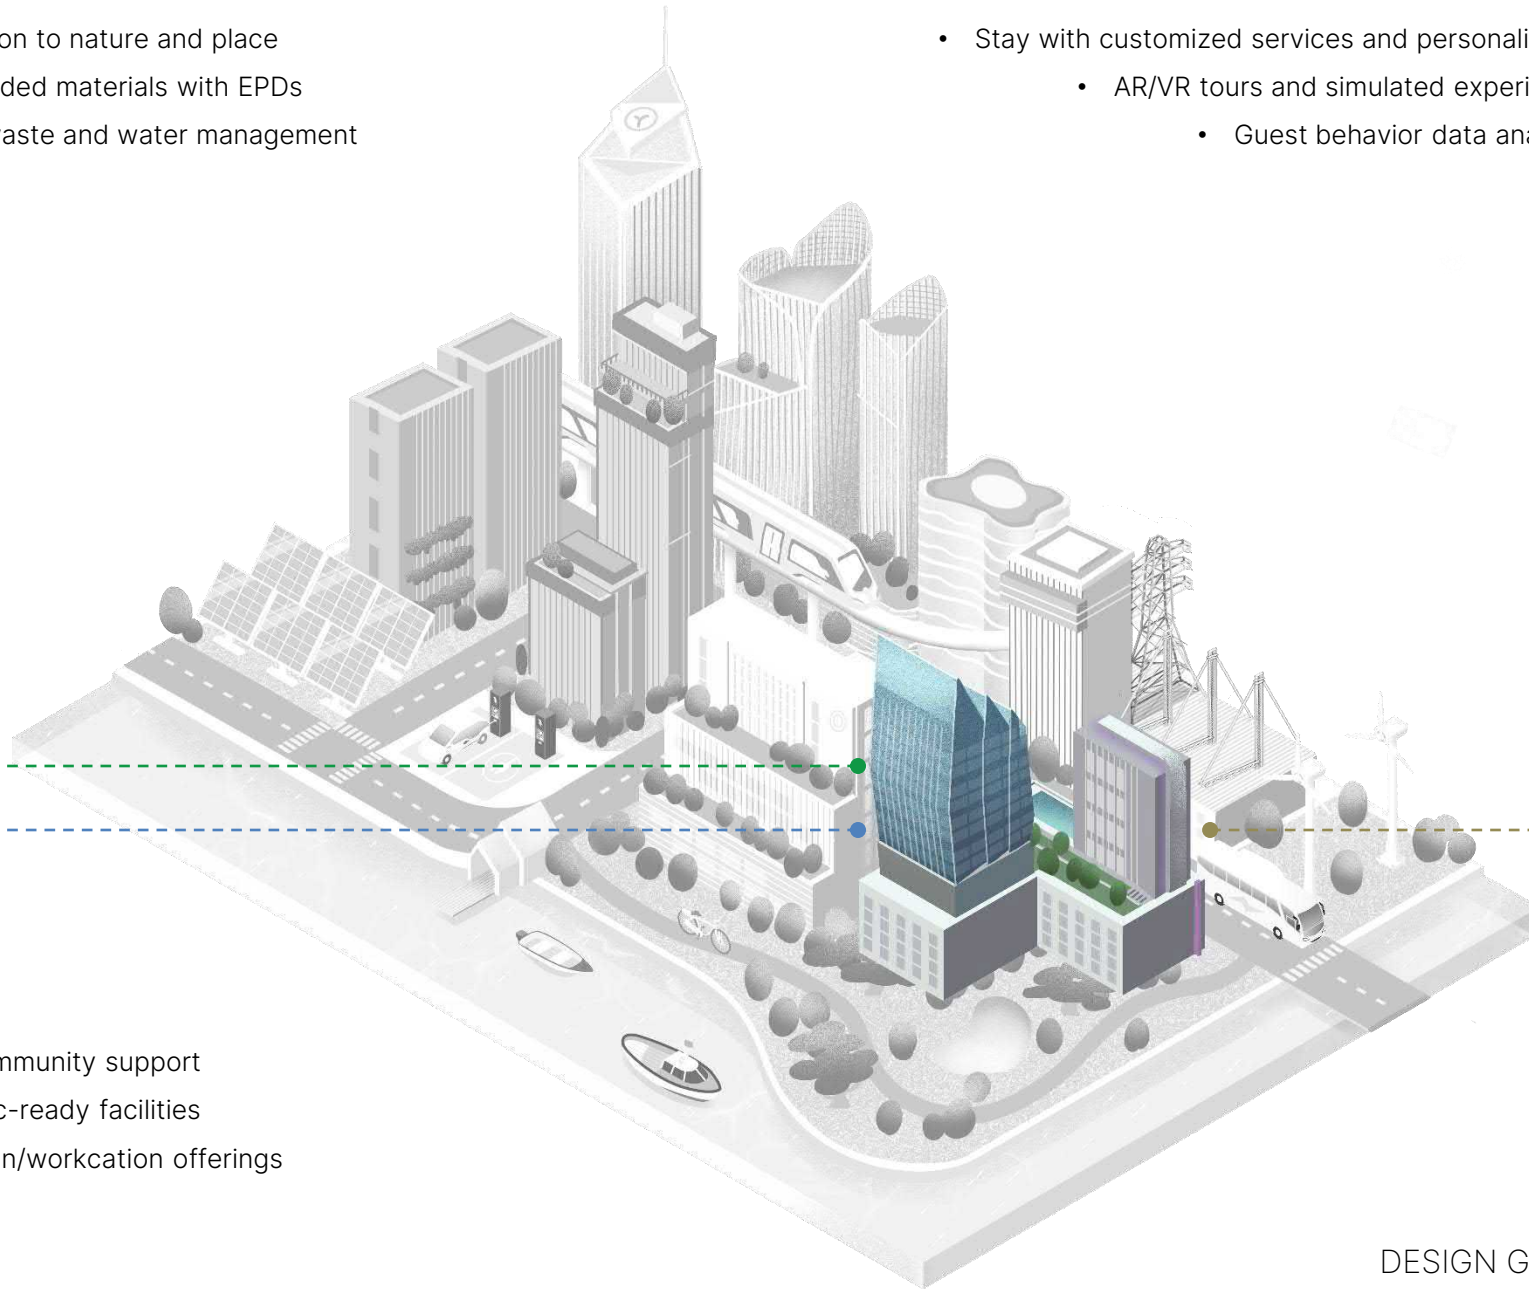 on to nature and place
ded materials with EPDs
waste and water management
• Stay with customized services and personali
• AR/VR tours and simulated experi
• Guest behavior data ana
mmunity support
c-ready facilities
n/workcation offerings
DESIGN G